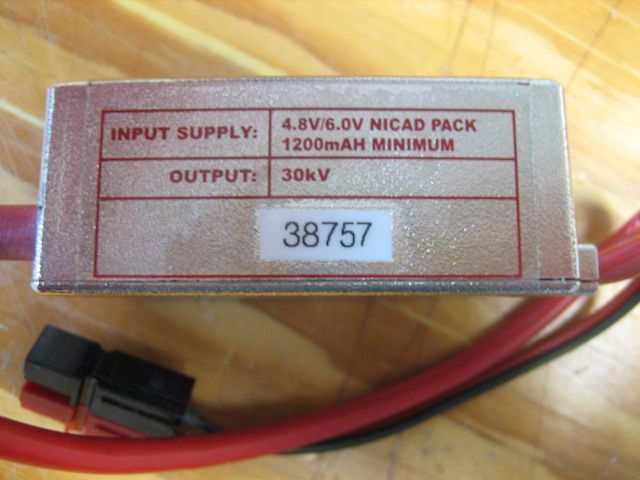 INPUT SUPPLY: 4.8V/6.0V NICAD PACK
1200mAH MINIMUM
OUTPUT: 30kV
38757